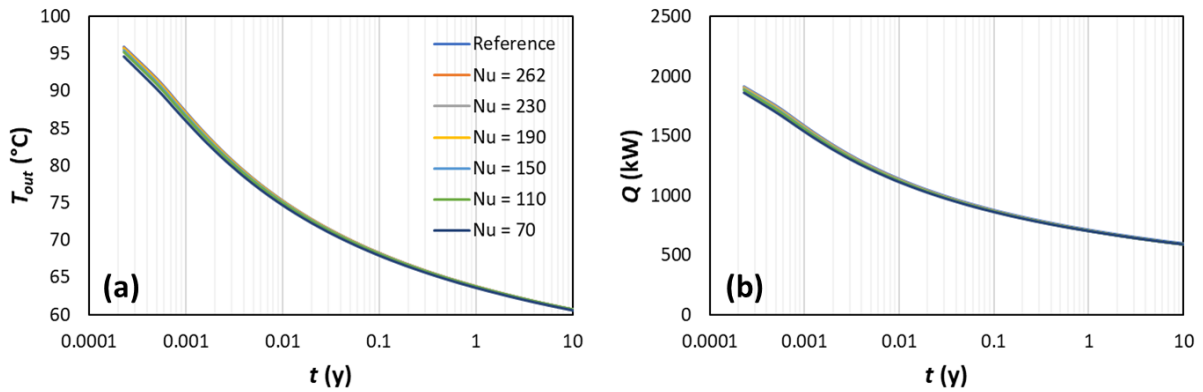 100
95
90
85
80
75
70
65
60
T_out (°C)
0.0001 0.001 0.01 0.1 1 10
t (y)
(a)
Reference
Nu = 262
Nu = 230
Nu = 190
Nu = 150
Nu = 110
Nu = 70
2500
2000
1500
1000
500
0
Q (kW)
0.0001 0.001 0.01 0.1 1 10
t (y)
(b)